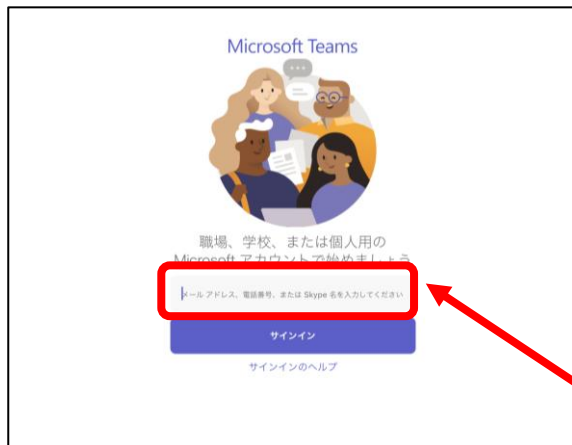 Microsoft Teams
職場、学校、または個人用の
Microsoft アカウントで始めましょう
メール アドレス、電話番号、または Skype 名を入力してください
サインイン
サインインのヘルプ